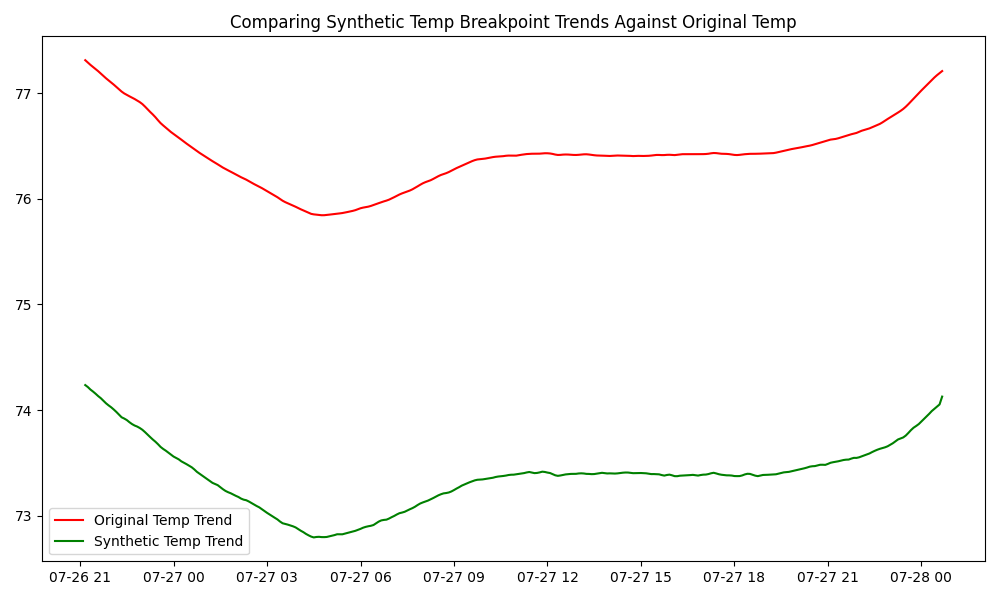 Comparing Synthetic Temp Breakpoint Trends Against Original Temp
77
76
75
74
73
Original Temp Trend
Synthetic Temp Trend
07-26 21 07-27 00 07-27 03 07-27 06 07-27 09 07-27 12 07-27 15 07-27 18 07-27 21 07-28 00